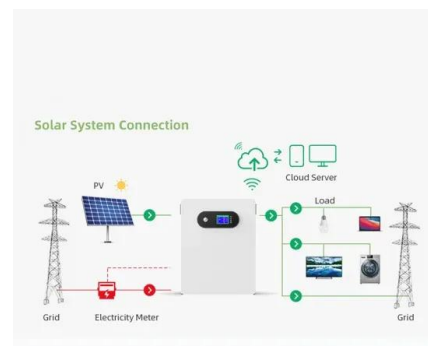 Solar System Connection
PV
Cloud Server
Load
Grid
Electricity Meter
Grid